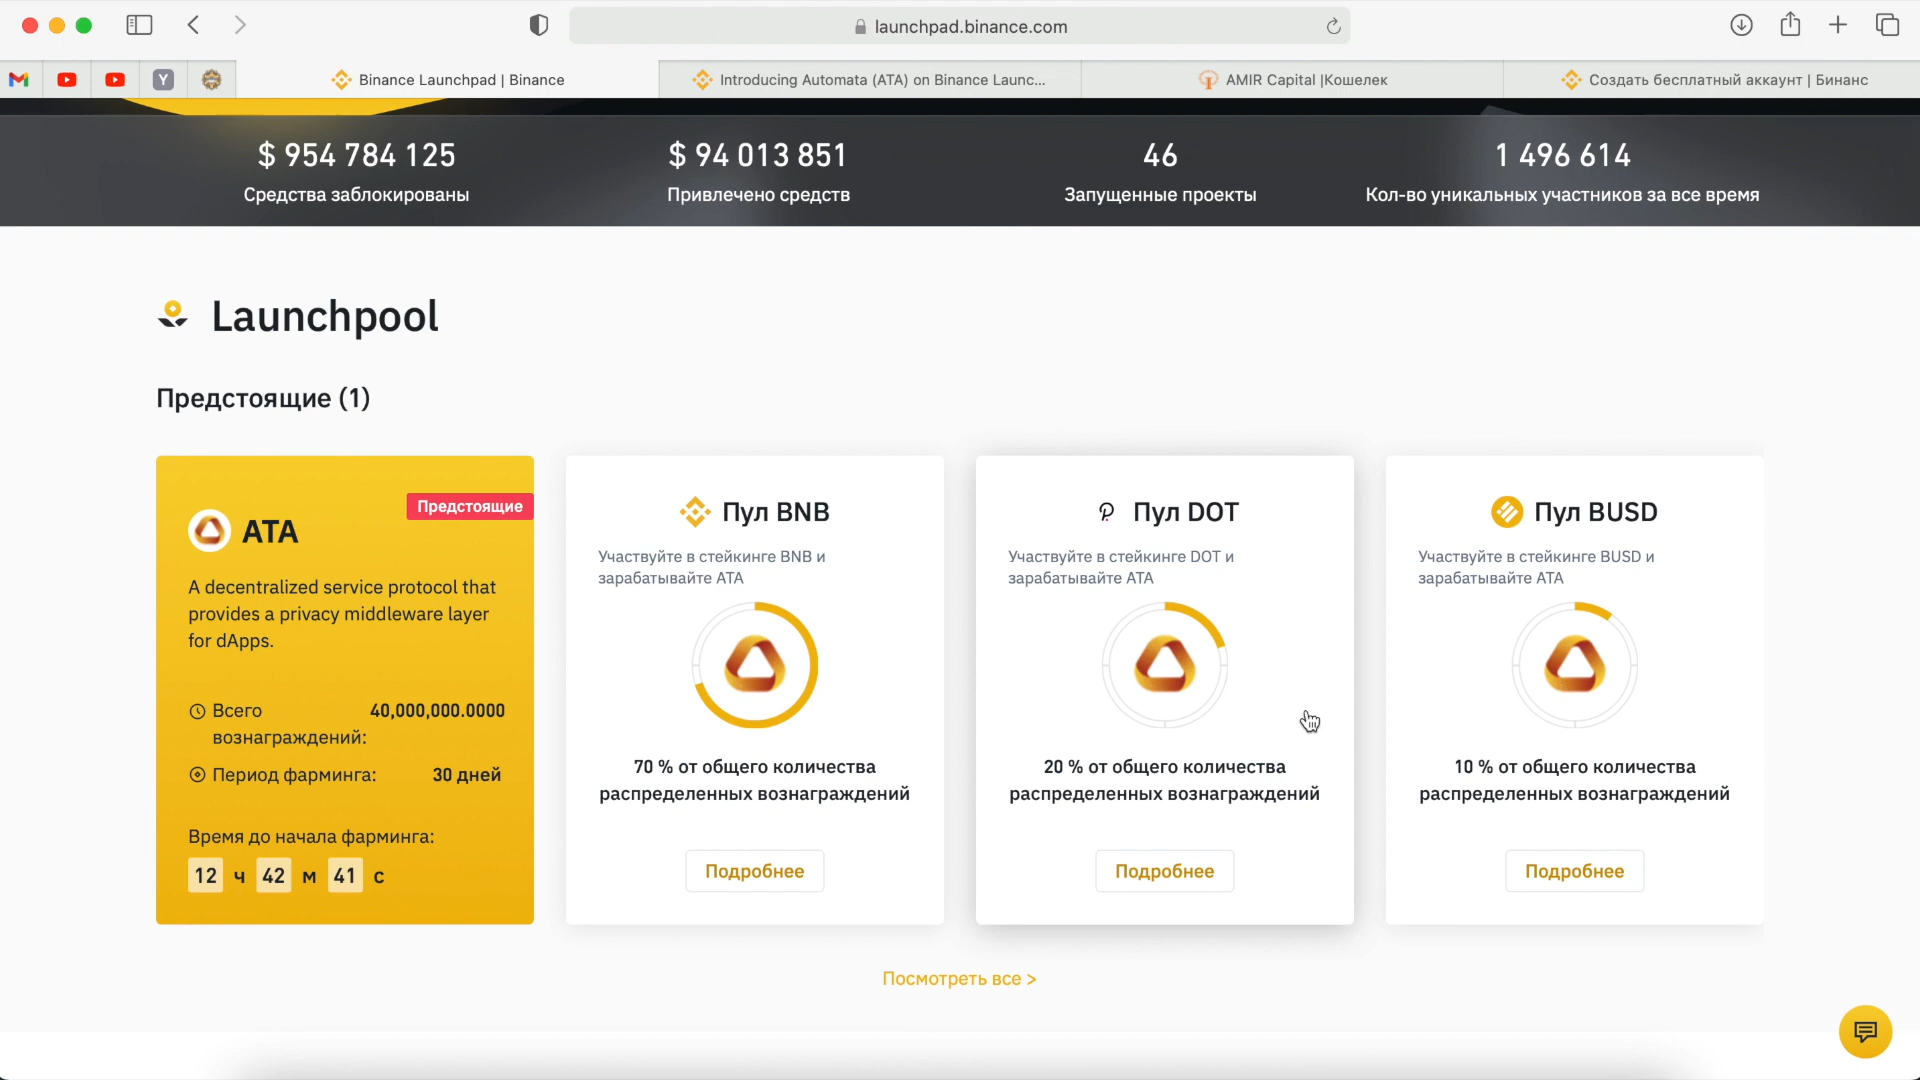 launchpad.binance.com
Y
Binance Launchpad | Binance
Introducing Automata (ATA) on Binance Launc...
AMIR Capital |Кошелек
Создать бесплатный аккаунт | Бинанс
$ 954 784 125
$ 94 013 851
46
1 496 614
Средства заблокированы
Привлечено средств
Запущенные проекты
Кол-во уникальных участников за все время
Launchpool
Предстоящие (1)
Предстоящие
ATA
A decentralized service protocol that
provides a privacy middleware layer
for dApps.
Всего
вознаграждений:
40,000,000.0000
Период фарминга:
30 дней
Время до начала фарминга:
12 ч 42 м 41 с
Пул BNB
Участвуйте в стейкинге BNB и
зарабатывайте ATA
70 % от общего количества
распределенных вознаграждений
Подробнее
Пул DOT
Участвуйте в стейкинге DOT и
зарабатывайте ATA
20 % от общего количества
распределенных вознаграждений
Подробнее
Пул BUSD
Участвуйте в стейкинге BUSD и
зарабатывайте ATA
10 % от общего количества
распределенных вознаграждений
Подробнее
Посмотреть все >